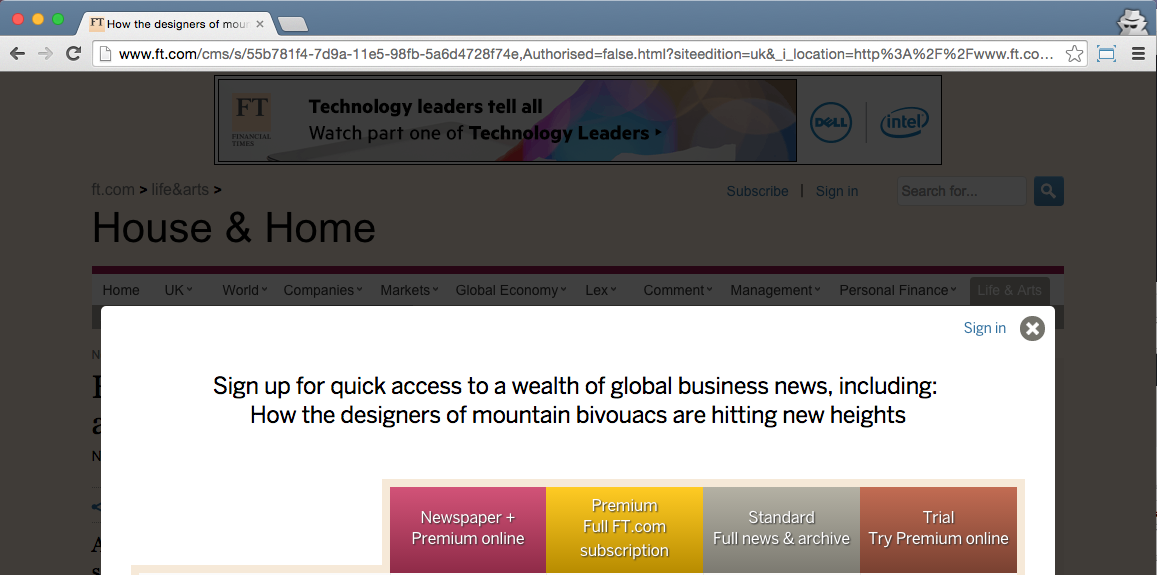 FT How the designers of moun
www.ft.com/cms/s/55b781f4-7d9a-11e5-98fb-5a6d4728f74e,Authorised=false.html?siteedition=uk&_i_location=http%3A%2F%2Fwww.ft.co...
FT
FINANCIAL
TIMES
Technology leaders tell all
Watch part one of Technology Leaders
DELL
intel
ft.com > life&arts >
Subscribe | Sign in
Search for...
House & Home
Home UK World Companies Markets Global Economy Lex Comment Management Personal Finance Life & Arts
Sign in
Sign up for quick access to a wealth of global business news, including:
How the designers of mountain bivouacs are hitting new heights
Newspaper +
Premium online
Premium
Full FT.com
subscription
Standard
Full news & archive
Trial
Try Premium online